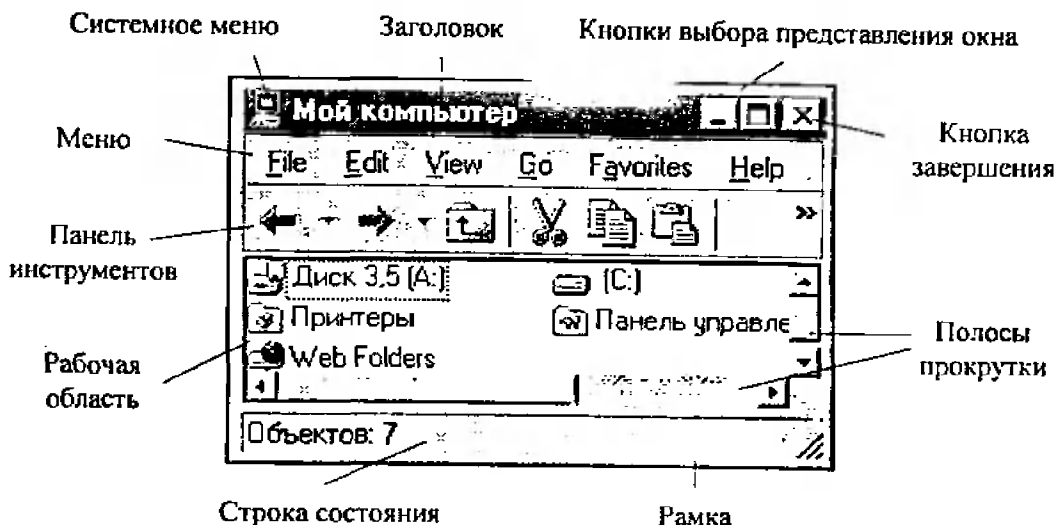 Системное меню
Заголовок
Кнопки выбора представления окна
Мой компьютер
Меню
Кнопка
завершения
File Edit View Go Favorites Help
Панель
инструментов
Диск 3,5 (A:)
(C:)
Принтеры
Панель управле
Web Folders
Рабочая
область
Полосы
прокрутки
Объектов: 7
Строка состояния
Рамка